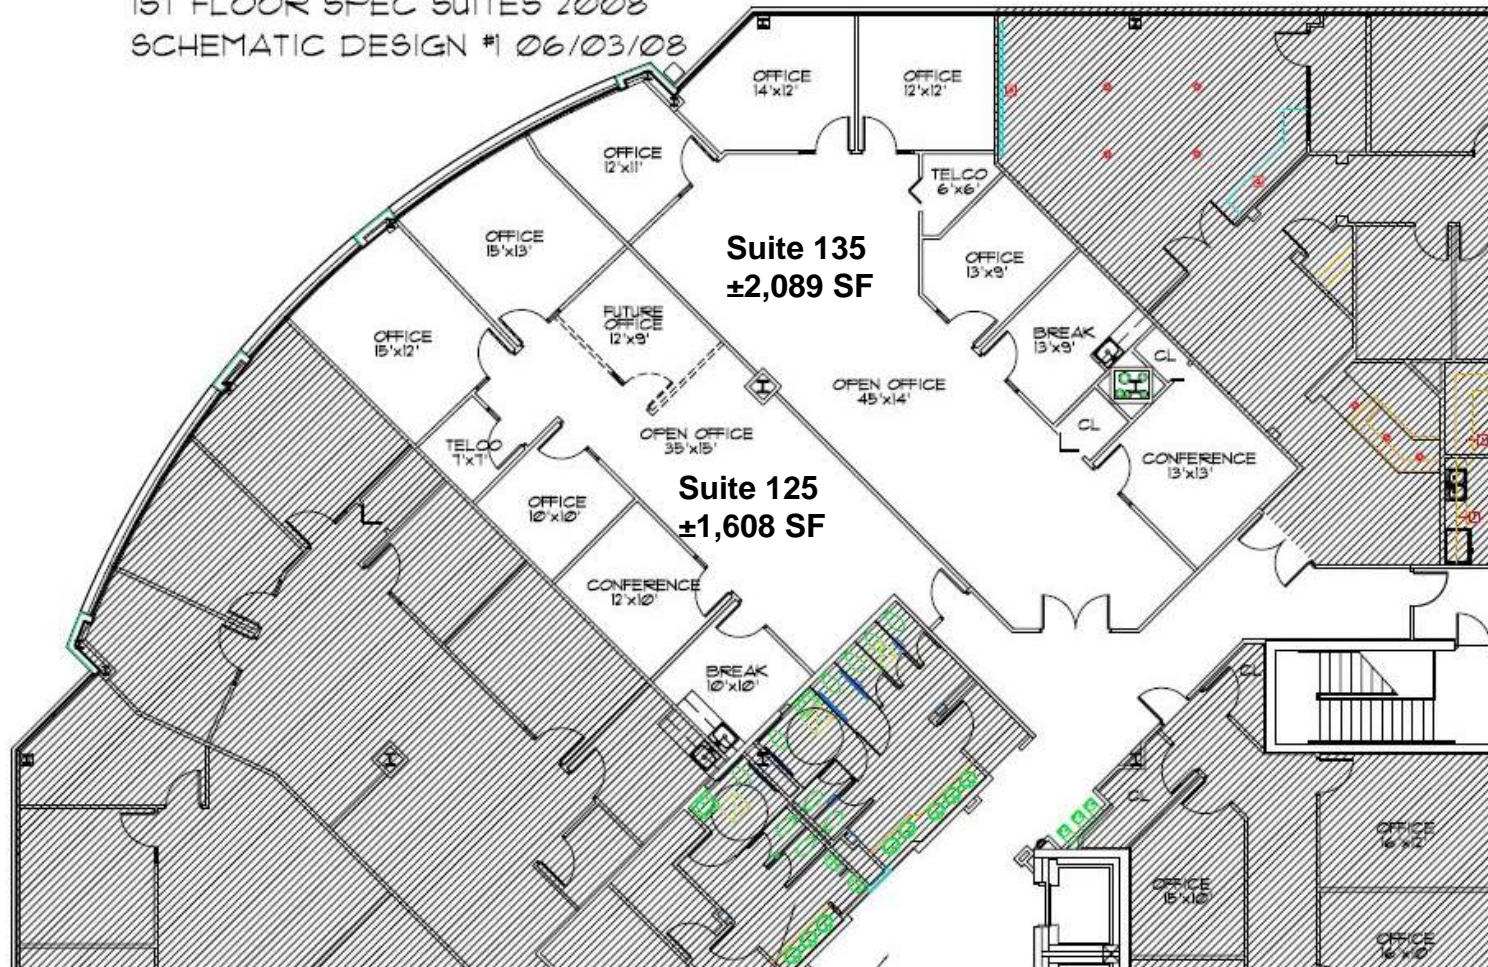 1ST FLOOR SPEC SUITES 2008
SCHEMATIC DESIGN #1 06/03/08
OFFICE
14'x12'
OFFICE
12'x12'
OFFICE
12'x11'
TELCO
6'x6'
OFFICE
15'x13'
Suite 135
±2,089 SF
OFFICE
13'x9'
FUTURE
OFFICE
12'x9'
OFFICE
15'x12'
BREAK
13'x9'
CL
OPEN OFFICE
45'x14'
CL
OPEN OFFICE
35'x15'
TELCO
7'x7'
CONFERENCE
13'x13'
Suite 125
±1,608 SF
OFFICE
10'x10'
CONFERENCE
12'x10'
BREAK
10'x10'
CL
CL
OFFICE
16'x12'
OFFICE
15'x10'
OFFICE